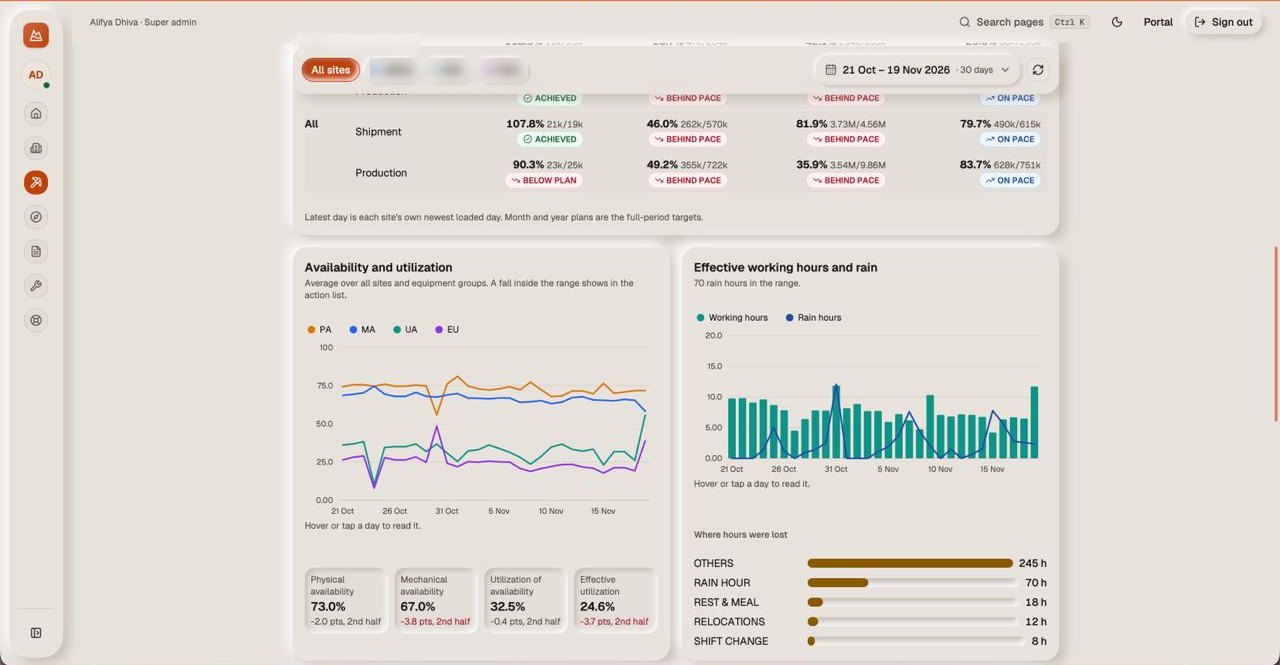 Alifya Dhiva · Super admin
Search pages Ctrl K
Portal
Sign out
AD
All sites
21 Oct – 19 Nov 2026 · 30 days
ACHIEVED BEHIND PACE BEHIND PACE ON PACE
All
Shipment
107.8% 21k/19k 46.0% 262k/570k 81.9% 3.73M/4.56M 79.7% 490k/615k
ACHIEVED BEHIND PACE BEHIND PACE ON PACE
Production
90.3% 23k/25k 49.2% 355k/722k 35.9% 3.54M/9.86M 83.7% 628k/751k
BELOW PLAN BEHIND PACE BEHIND PACE ON PACE
Latest day is each site's own newest loaded day. Month and year plans are the full-period targets.
Availability and utilization
Average over all sites and equipment groups. A fall inside the range shows in the
action list.
PA MA UA EU
100
75.0
50.0
25.0
0.00
21 Oct 26 Oct 31 Oct 5 Nov 10 Nov 15 Nov
Hover or tap a day to read it.
Physical
availability
73.0%
-2.0 pts, 2nd half
Mechanical
availability
67.0%
-3.8 pts, 2nd half
Utilization of
availability
32.5%
-0.4 pts, 2nd half
Effective
utilization
24.6%
-3.7 pts, 2nd half
Effective working hours and rain
70 rain hours in the range.
Working hours Rain hours
20.0
15.0
10.0
5.00
0.00
21 Oct 26 Oct 31 Oct 5 Nov 10 Nov 15 Nov
Hover or tap a day to read it.
Where hours were lost
OTHERS 245 h
RAIN HOUR 70 h
REST & MEAL 18 h
RELOCATIONS 12 h
SHIFT CHANGE 8 h